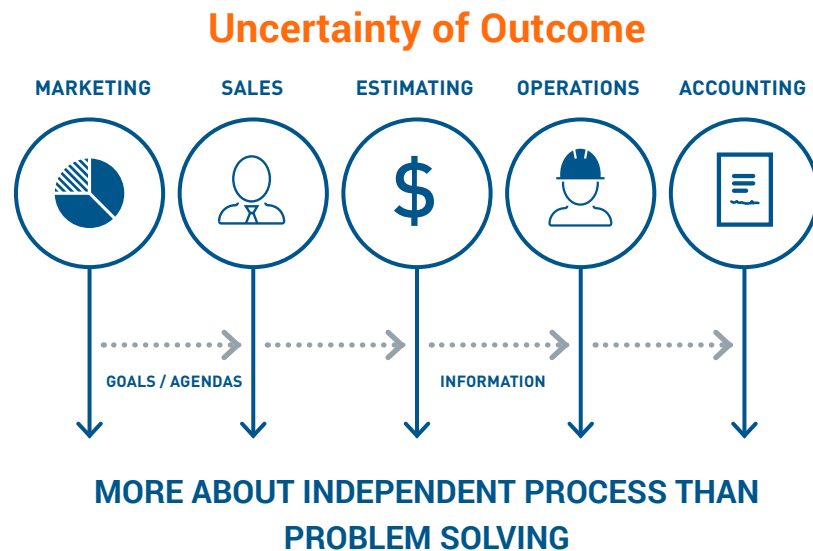 Uncertainty of Outcome
MARKETING SALES ESTIMATING OPERATIONS ACCOUNTING
$
GOALS / AGENDAS INFORMATION
MORE ABOUT INDEPENDENT PROCESS THAN
PROBLEM SOLVING